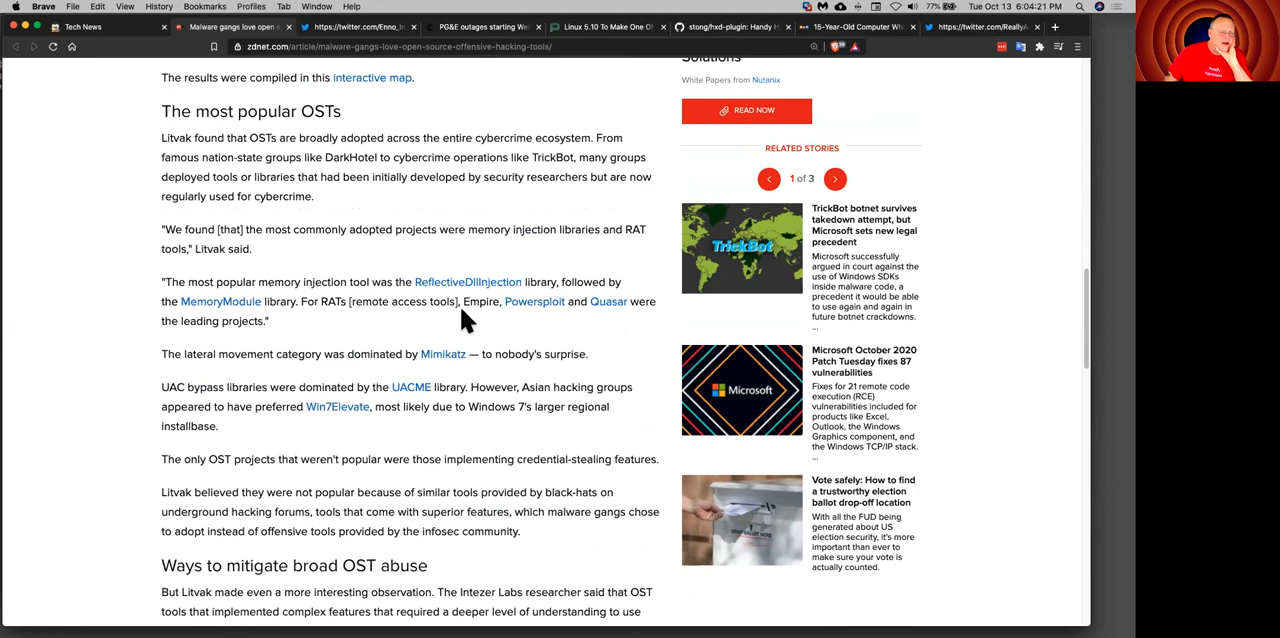 Brave File Edit View History Bookmarks Profiles Tab Window Help
77% Tue Oct 13 6:04:21 PM
Tech News
Malware gangs love open s
https://twitter.com/Enno_In
PG&E outages starting We
Linux 5.10 To Make One Of
stong/hxd-plugin: Handy H
15-Year-Old Computer Whi
https://twitter.com/ReallyA
zdnet.com/article/malware-gangs-love-open-source-offensive-hacking-tools/
The results were compiled in this interactive map.
The most popular OSTs
Litvak found that OSTs are broadly adopted across the entire cybercrime ecosystem. From
famous nation-state groups like DarkHotel to cybercrime operations like TrickBot, many groups
deployed tools or libraries that had been initially developed by security researchers but are now
regularly used for cybercrime.
"We found [that] the most commonly adopted projects were memory injection libraries and RAT
tools," Litvak said.
"The most popular memory injection tool was the ReflectiveDllInjection library, followed by
the MemoryModule library. For RATs [remote access tools], Empire, Powersploit and Quasar were
the leading projects."
The lateral movement category was dominated by Mimikatz — to nobody's surprise.
UAC bypass libraries were dominated by the UACME library. However, Asian hacking groups
appeared to have preferred Win7Elevate, most likely due to Windows 7's larger regional
installbase.
The only OST projects that weren't popular were those implementing credential-stealing features.
Litvak believed they were not popular because of similar tools provided by black-hats on
underground hacking forums, tools that come with superior features, which malware gangs chose
to adopt instead of offensive tools provided by the infosec community.
Ways to mitigate broad OST abuse
But Litvak made even a more interesting observation. The Intezer Labs researcher said that OST
tools that implemented complex features that required a deeper level of understanding to use
Solutions
White Papers from Nutanix
READ NOW
RELATED STORIES
1 of 3
TrickBot
TrickBot botnet survives
takedown attempt, but
Microsoft sets new legal
precedent
Microsoft successfully
argued in court against the
use of Windows SDKs
inside malware code, a
precedent it would be able
to use again and again in
future botnet crackdowns.
...
Microsoft
Microsoft October 2020
Patch Tuesday fixes 87
vulnerabilities
Fixes for 21 remote code
execution (RCE)
vulnerabilities included for
products like Excel,
Outlook, the Windows
Graphics component, and
the Windows TCP/IP stack.
...
Vote safely: How to find
a trustworthy election
ballot drop-off location
With all the FUD being
generated about US
election security, it's more
important than ever to
make sure your vote is
actually counted.